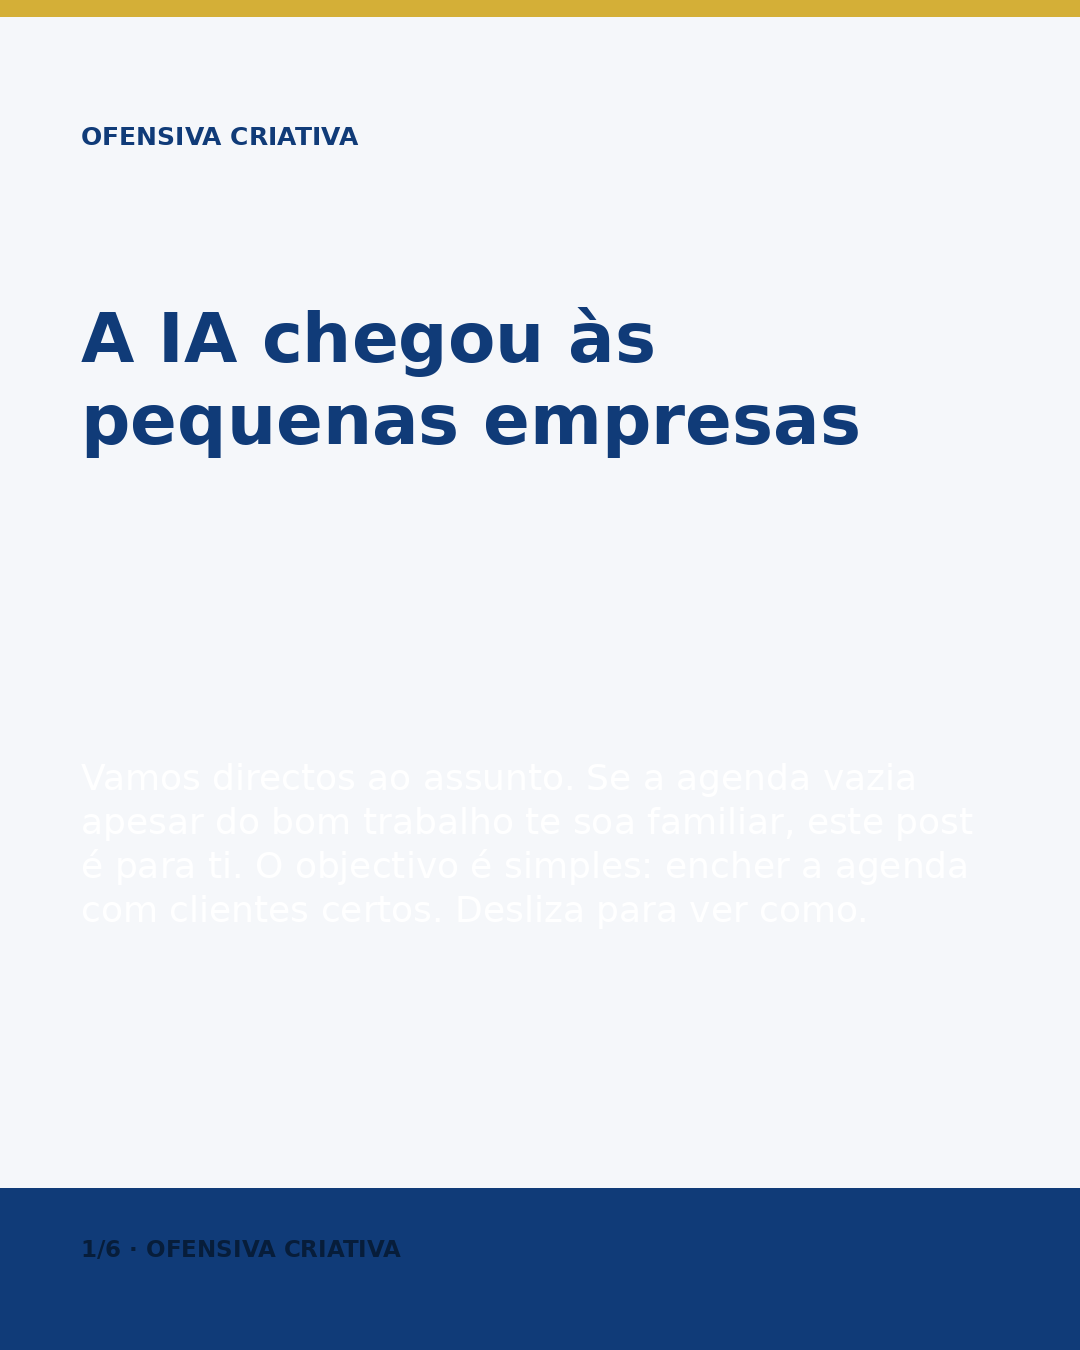 OFENSIVA CRIATIVA
A IA chegou às
pequenas empresas
Vamos directos ao assunto. Se a agenda vazia
apesar do bom trabalho te soa familiar, este post
é para ti. O objectivo é simples: encher a agenda
com clientes certos. Desliza para ver como.
1/6 · OFENSIVA CRIATIVA